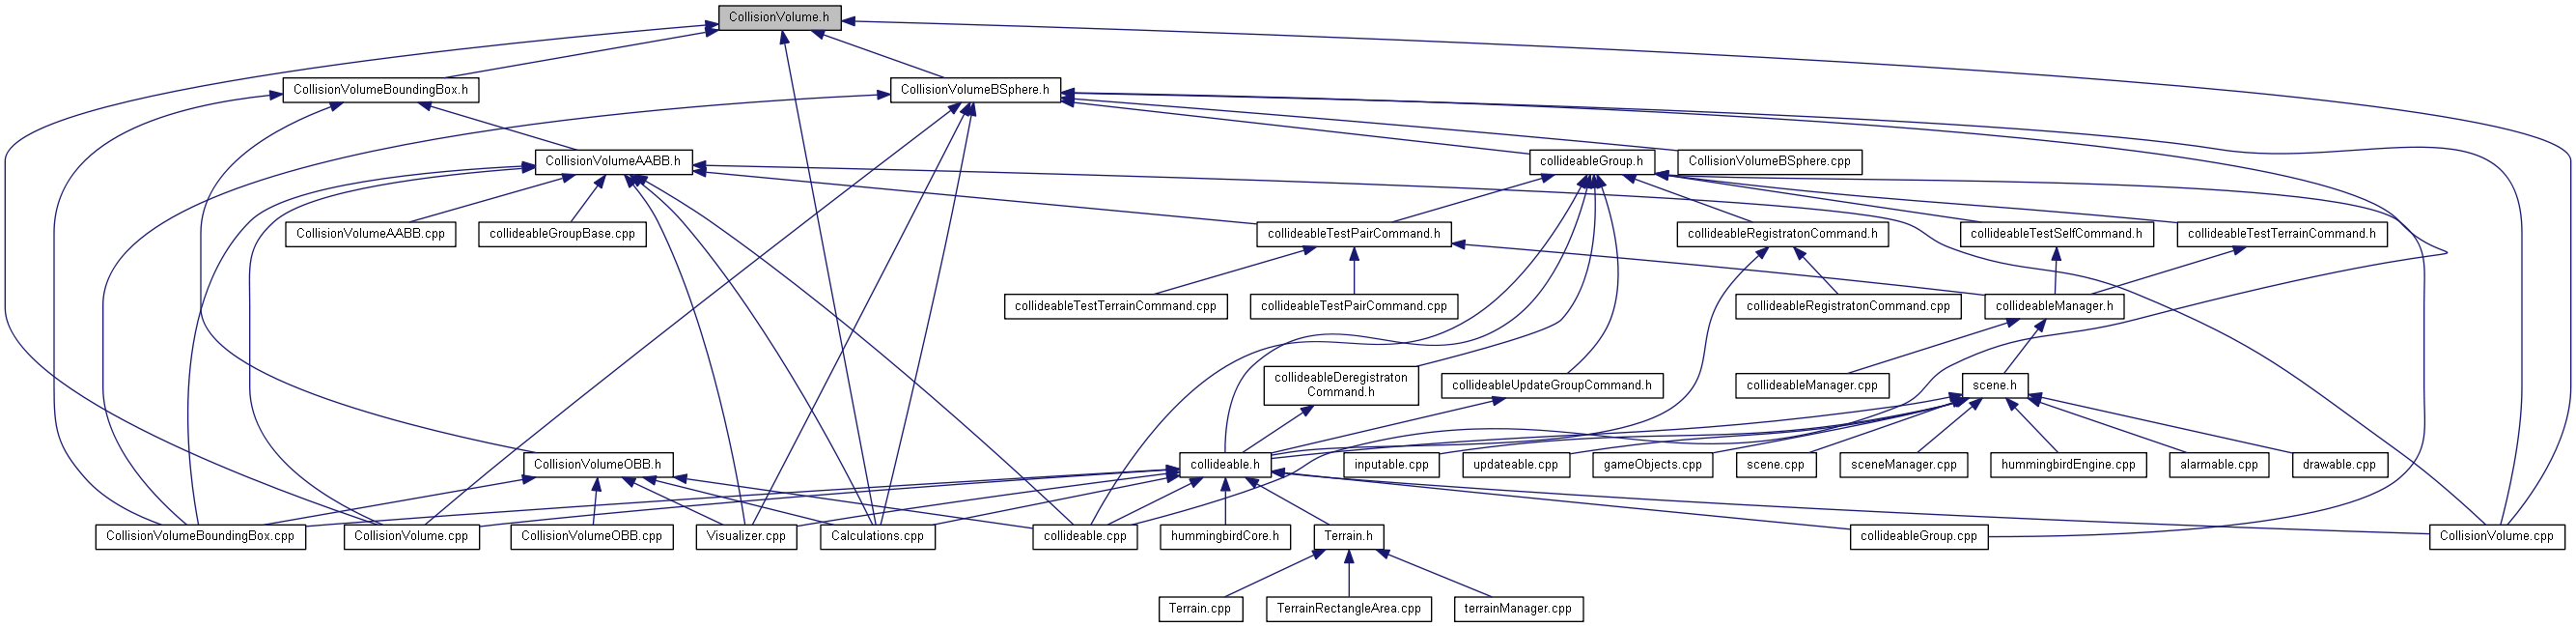 CollisionVolume.h
CollisionVolumeBoundingBox.h
CollisionVolumeBSphere.h
CollisionVolumeAABB.h
collideableGroup.h
CollisionVolumeBSphere.cpp
CollisionVolumeAABB.cpp
collideableGroupBase.cpp
collideableTestPairCommand.h
collideableRegistratonCommand.h
collideableTestSelfCommand.h
collideableTestTerrainCommand.h
collideableTestTerrainCommand.cpp
collideableTestPairCommand.cpp
collideableRegistratonCommand.cpp
collideableManager.h
collideableDeregistraton
Command.h
collideableUpdateGroupCommand.h
collideableManager.cpp
scene.h
CollisionVolumeOBB.h
collideable.h
inputable.cpp
updateable.cpp
gameObjects.cpp
scene.cpp
sceneManager.cpp
hummingbirdEngine.cpp
alarmable.cpp
drawable.cpp
CollisionVolumeBoundingBox.cpp
CollisionVolume.cpp
CollisionVolumeOBB.cpp
Visualizer.cpp
Calculations.cpp
collideable.cpp
hummingbirdCore.h
Terrain.h
collideableGroup.cpp
CollisionVolume.cpp
Terrain.cpp
TerrainRectangleArea.cpp
terrainManager.cpp